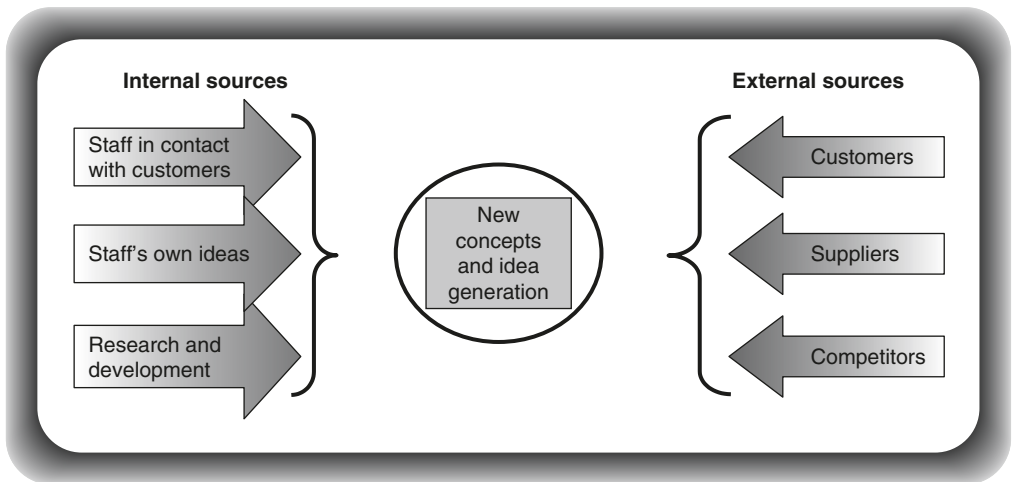 Internal sources
External sources
Staff in contact
with customers
Staff's own ideas
Research and
development
New
concepts
and idea
generation
Customers
Suppliers
Competitors